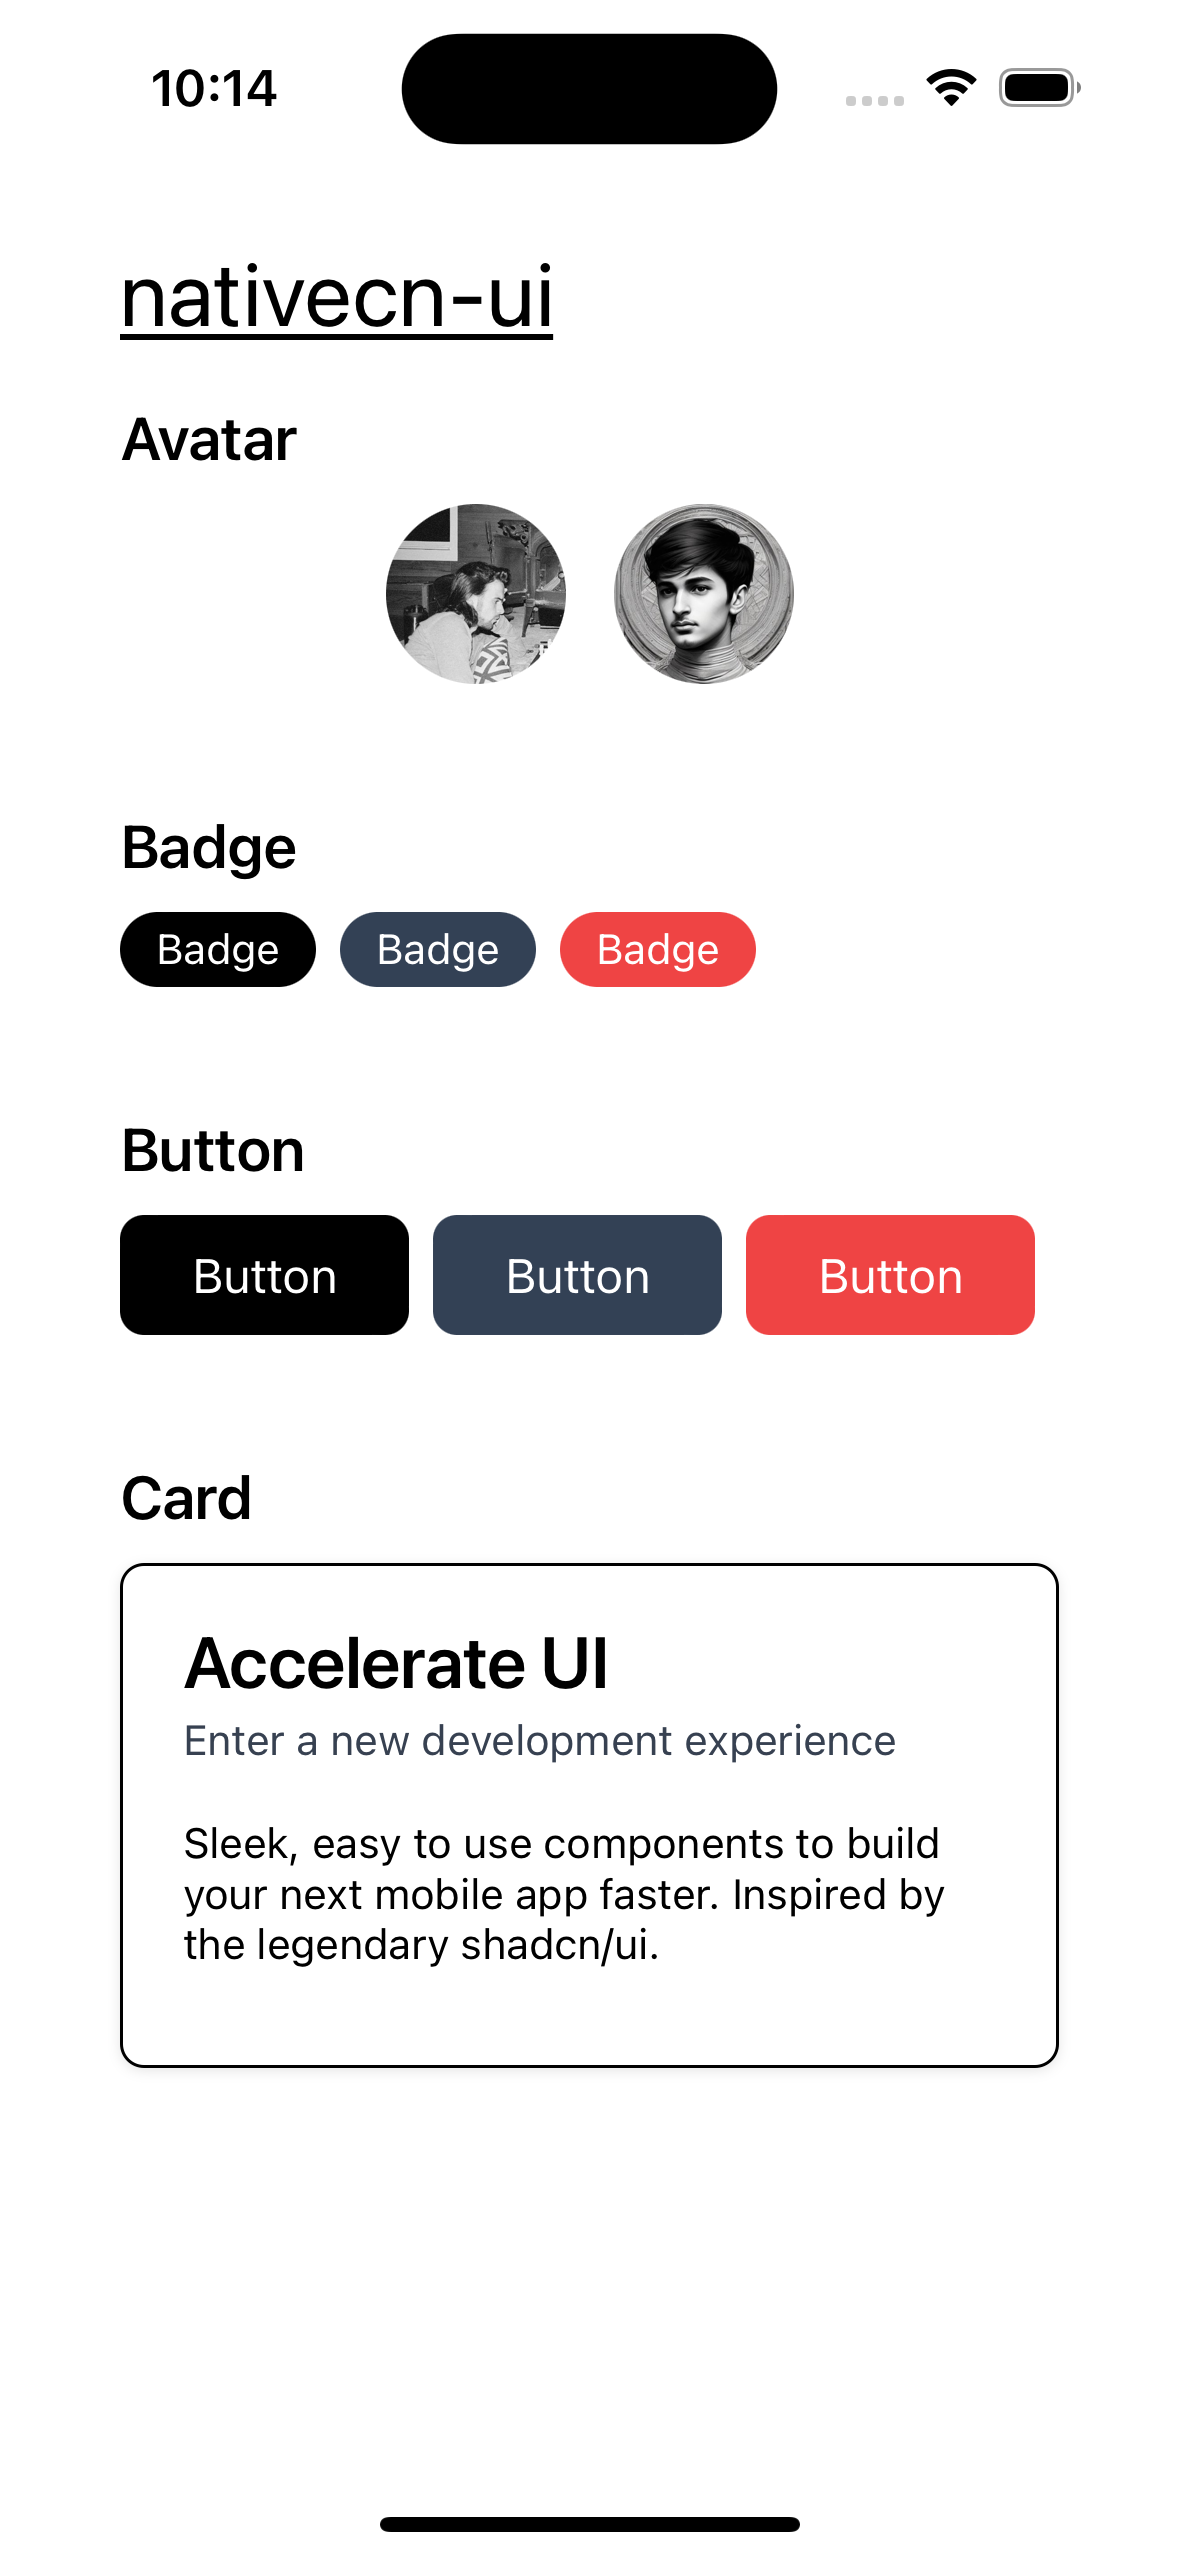 10:14
nativecn-ui
Avatar
Badge
Badge Badge Badge
Button
Button Button Button
Card
Accelerate UI
Enter a new development experience
Sleek, easy to use components to build
your next mobile app faster. Inspired by
the legendary shadcn/ui.